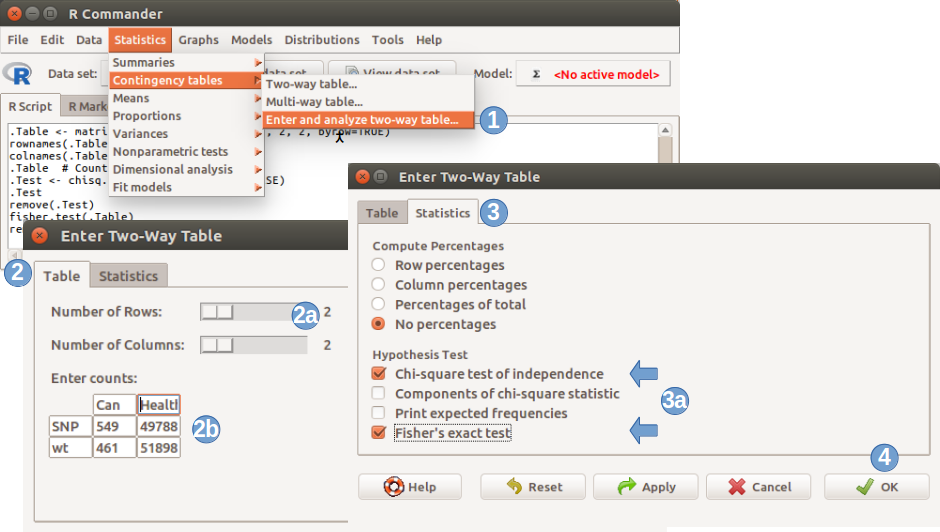 R Commander
File Edit Data Statistics Graphs Models Distributions Tools Help
Summaries
Contingency tables
Means
Proportions
Variances
Nonparametric tests
Dimensional analysis
Fit models
Two-way table...
Multi-way table...
Enter and analyze two-way table...
1
R Data set: data set View data set Model: Σ <No active model>
R Script R Mark
.Table <- matri , 2, 2, byrow=TRUE)
rownames(.Table
colnames(.Table
.Table # Coun
.Test <- chisq. SE)
.Test
remove(.Test)
fisher.test(.Table)
re
Enter Two-Way Table
2
Table Statistics
Number of Rows: 2a 2
Number of Columns: 2
Enter counts:
Can Healtl
SNP 549 49788
wt 461 51898
2b
Enter Two-Way Table
Table Statistics 3
Compute Percentages
Row percentages
Column percentages
Percentages of total
No percentages
Hypothesis Test
Chi-square test of independence
Components of chi-square statistic
3a
Print expected frequencies
Fisher's exact test
4
Help Reset Apply Cancel OK